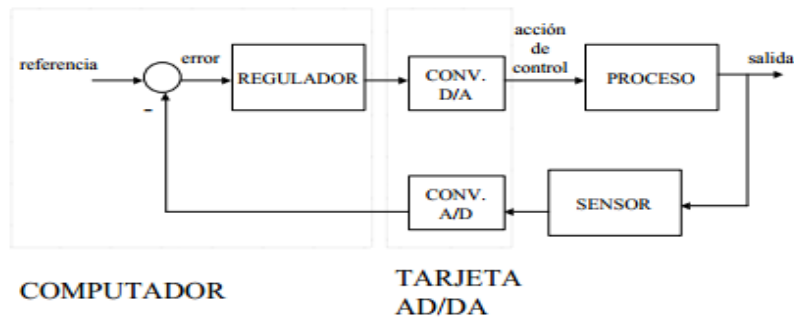 referencia
error
REGULADOR
CONV.
D/A
acción
de
control
PROCESO
salida
-
CONV.
A/D
SENSOR
COMPUTADOR
TARJETA
AD/DA